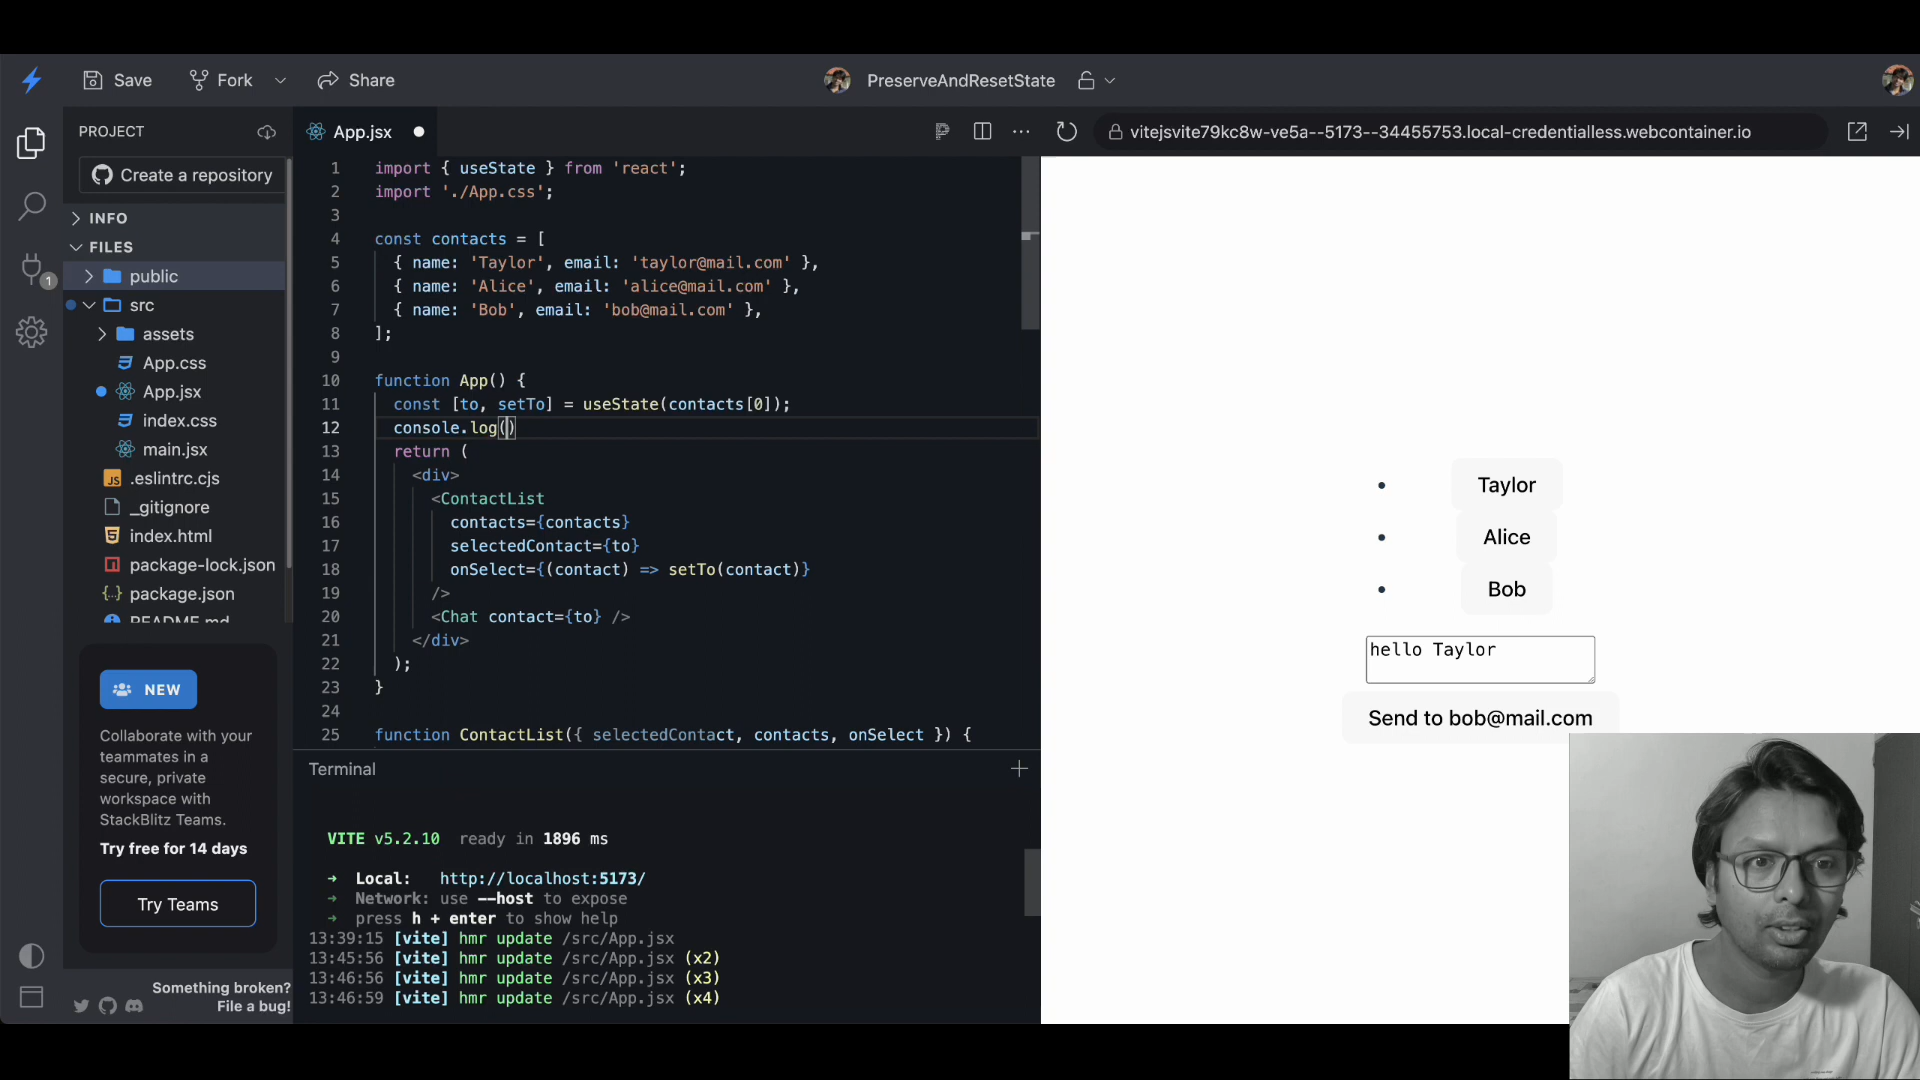 Save
Fork
Share
PreserveAndResetState
PROJECT
App.jsx
vitejsvite79kc8w-ve5a--5173--34455753.local-credentialless.webcontainer.io
Create a repository
INFO
FILES
public
src
assets
App.css
App.jsx
index.css
main.jsx
.eslintrc.cjs
_gitignore
index.html
package-lock.json
package.json
README.md
1
NEW
Collaborate with your
teammates in a
secure, private
workspace with
StackBlitz Teams.
Try free for 14 days
Try Teams
Something broken?
File a bug!
1 import { useState } from 'react';
2 import './App.css';
3
4 const contacts = [
5 { name: 'Taylor', email: 'taylor@mail.com' },
6 { name: 'Alice', email: 'alice@mail.com' },
7 { name: 'Bob', email: 'bob@mail.com' },
8 ];
9
10 function App() {
11 const [to, setTo] = useState(contacts[0]);
12 console.log()
13 return (
14 <div>
15 <ContactList
16 contacts={contacts}
17 selectedContact={to}
18 onSelect={(contact) => setTo(contact)}
19 />
20 <Chat contact={to} />
21 </div>
22 );
23 }
24
25 function ContactList({ selectedContact, contacts, onSelect }) {
Terminal
VITE v5.2.10 ready in 1896 ms
➜ Local: http://localhost:5173/
➜ Network: use --host to expose
➜ press h + enter to show help
13:39:15 [vite] hmr update /src/App.jsx
13:45:56 [vite] hmr update /src/App.jsx (x2)
13:46:56 [vite] hmr update /src/App.jsx (x3)
13:46:59 [vite] hmr update /src/App.jsx (x4)
• Taylor
• Alice
• Bob
hello Taylor
Send to bob@mail.com